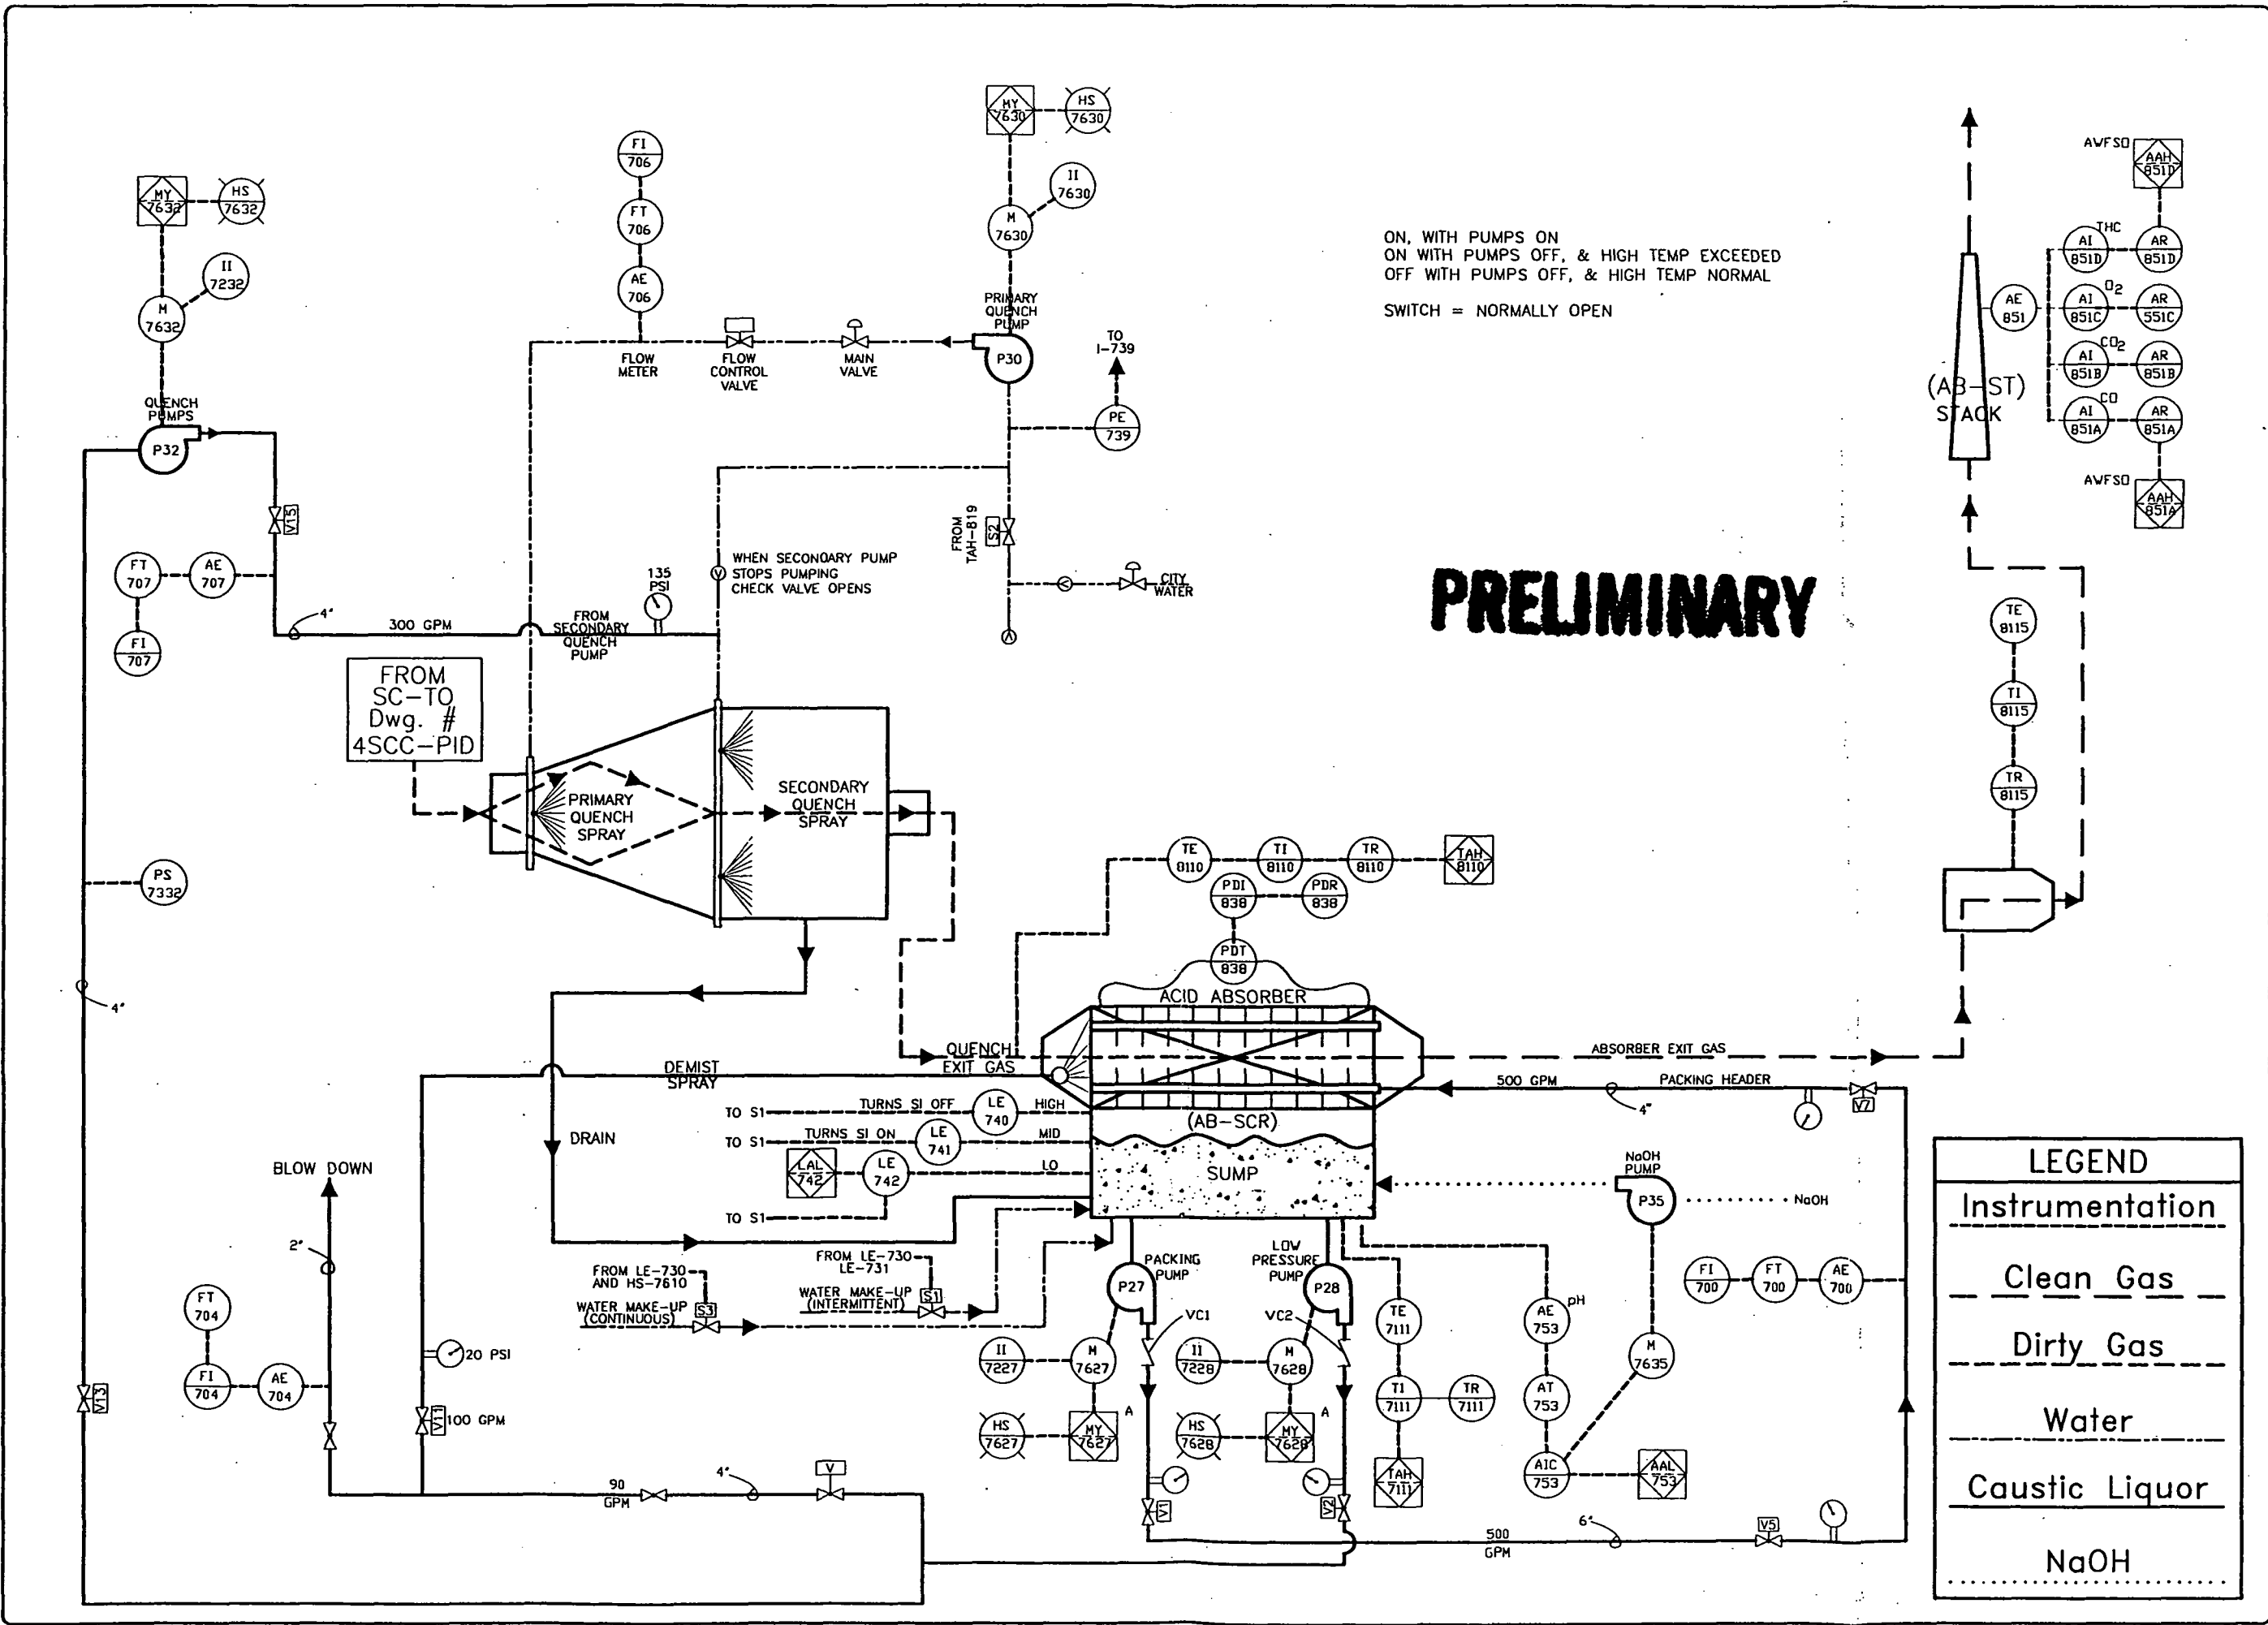 MY
7630
HS
7630
II
7630
M
7630
PRIMARY
QUENCH
PUMP
P30
TO
I-739
PE
739
FI
706
FT
706
AE
706
FLOW
METER
FLOW
CONTROL
VALVE
MAIN
VALVE
MY
7632
HS
7632
II
7232
M
7632
QUENCH
PUMPS
P32
V15
FT
707
AE
707
FI
707
4"
300 GPM
FROM
SECONDARY
QUENCH
PUMP
135
PSI
WHEN SECONDARY PUMP
STOPS PUMPING
CHECK VALVE OPENS
V
FROM
TAH-819
S2
CITY
WATER
V
ON, WITH PUMPS ON
ON WITH PUMPS OFF, & HIGH TEMP EXCEEDED
OFF WITH PUMPS OFF, & HIGH TEMP NORMAL
SWITCH = NORMALLY OPEN
PRELIMINARY
AWFSO
AAH
851D
THC
AI
851D
AR
851D
O2
AE
851
AI
851C
AR
551C
CO2
AI
851B
AR
851B
CO
AI
851A
AR
851A
AWFSO
AAH
851A
(AB-ST)
STACK
TE
8115
TI
8115
TR
8115
FROM
SC-TO
Dwg. #
4SCC-PID
PRIMARY
QUENCH
SPRAY
SECONDARY
QUENCH
SPRAY
PS
7332
4"
TE
8110
TI
8110
TR
8110
TAH
8110
PDI
838
PDR
838
PDT
838
ACID ABSORBER
QUENCH
EXIT GAS
ABSORBER EXIT GAS
DEMIST
SPRAY
500 GPM
PACKING HEADER
4"
V7
TO S1
TURNS SI OFF
LE
740
HIGH
TO S1
TURNS SI ON
LE
741
MID
LAL
742
LE
742
LO
TO S1
(AB-SCR)
SUMP
DRAIN
NaOH
PUMP
P35
NaOH
BLOW DOWN
2"
FT
704
FI
704
AE
704
20 PSI
V11
100 GPM
V13
FROM LE-730
AND HS-7610
S3
WATER MAKE-UP
(CONTINUOUS)
FROM LE-730
LE-731
S1
WATER MAKE-UP
(INTERMITTENT)
PACKING
PUMP
P27
LOW
PRESSURE
PUMP
P28
VC1
VC2
II
7227
M
7627
HS
7627
MY
7627
A
V1
II
7228
M
7628
HS
7628
MY
7628
A
V2
TE
7111
TI
7111
TR
7111
TAH
7111
AE
753
pH
AT
753
AIC
753
AAL
753
M
7635
FI
700
FT
700
AE
700
90
GPM
4"
V
500
GPM
6"
V5
LEGEND
Instrumentation
Clean Gas
Dirty Gas
Water
Caustic Liquor
NaOH